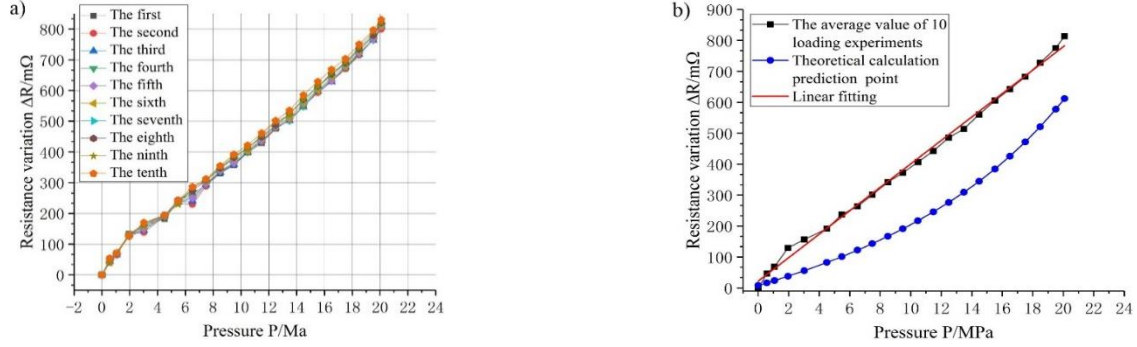 a)
Resistance variation ΔR/mΩ
800
700
600
500
400
300
200
100
0
The first
The second
The third
The fourth
The fifth
The sixth
The seventh
The eighth
The ninth
The tenth
−2 0 2 4 6 8 10 12 14 16 18 20 22 24
Pressure P/Ma
b)
Resistance variation ΔR/mΩ
900
800
700
600
500
400
300
200
100
0
The average value of 10
loading experiments
Theoretical calculation
prediction point
Linear fitting
0 2 4 6 8 10 12 14 16 18 20 22 24
Pressure P/MPa